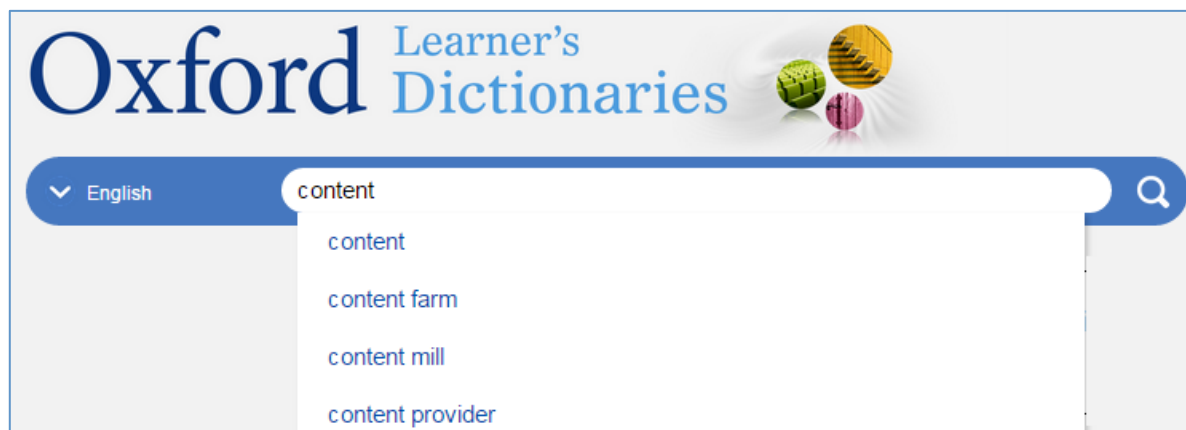 Oxford Learner's Dictionaries
English
content
content
content farm
content mill
content provider